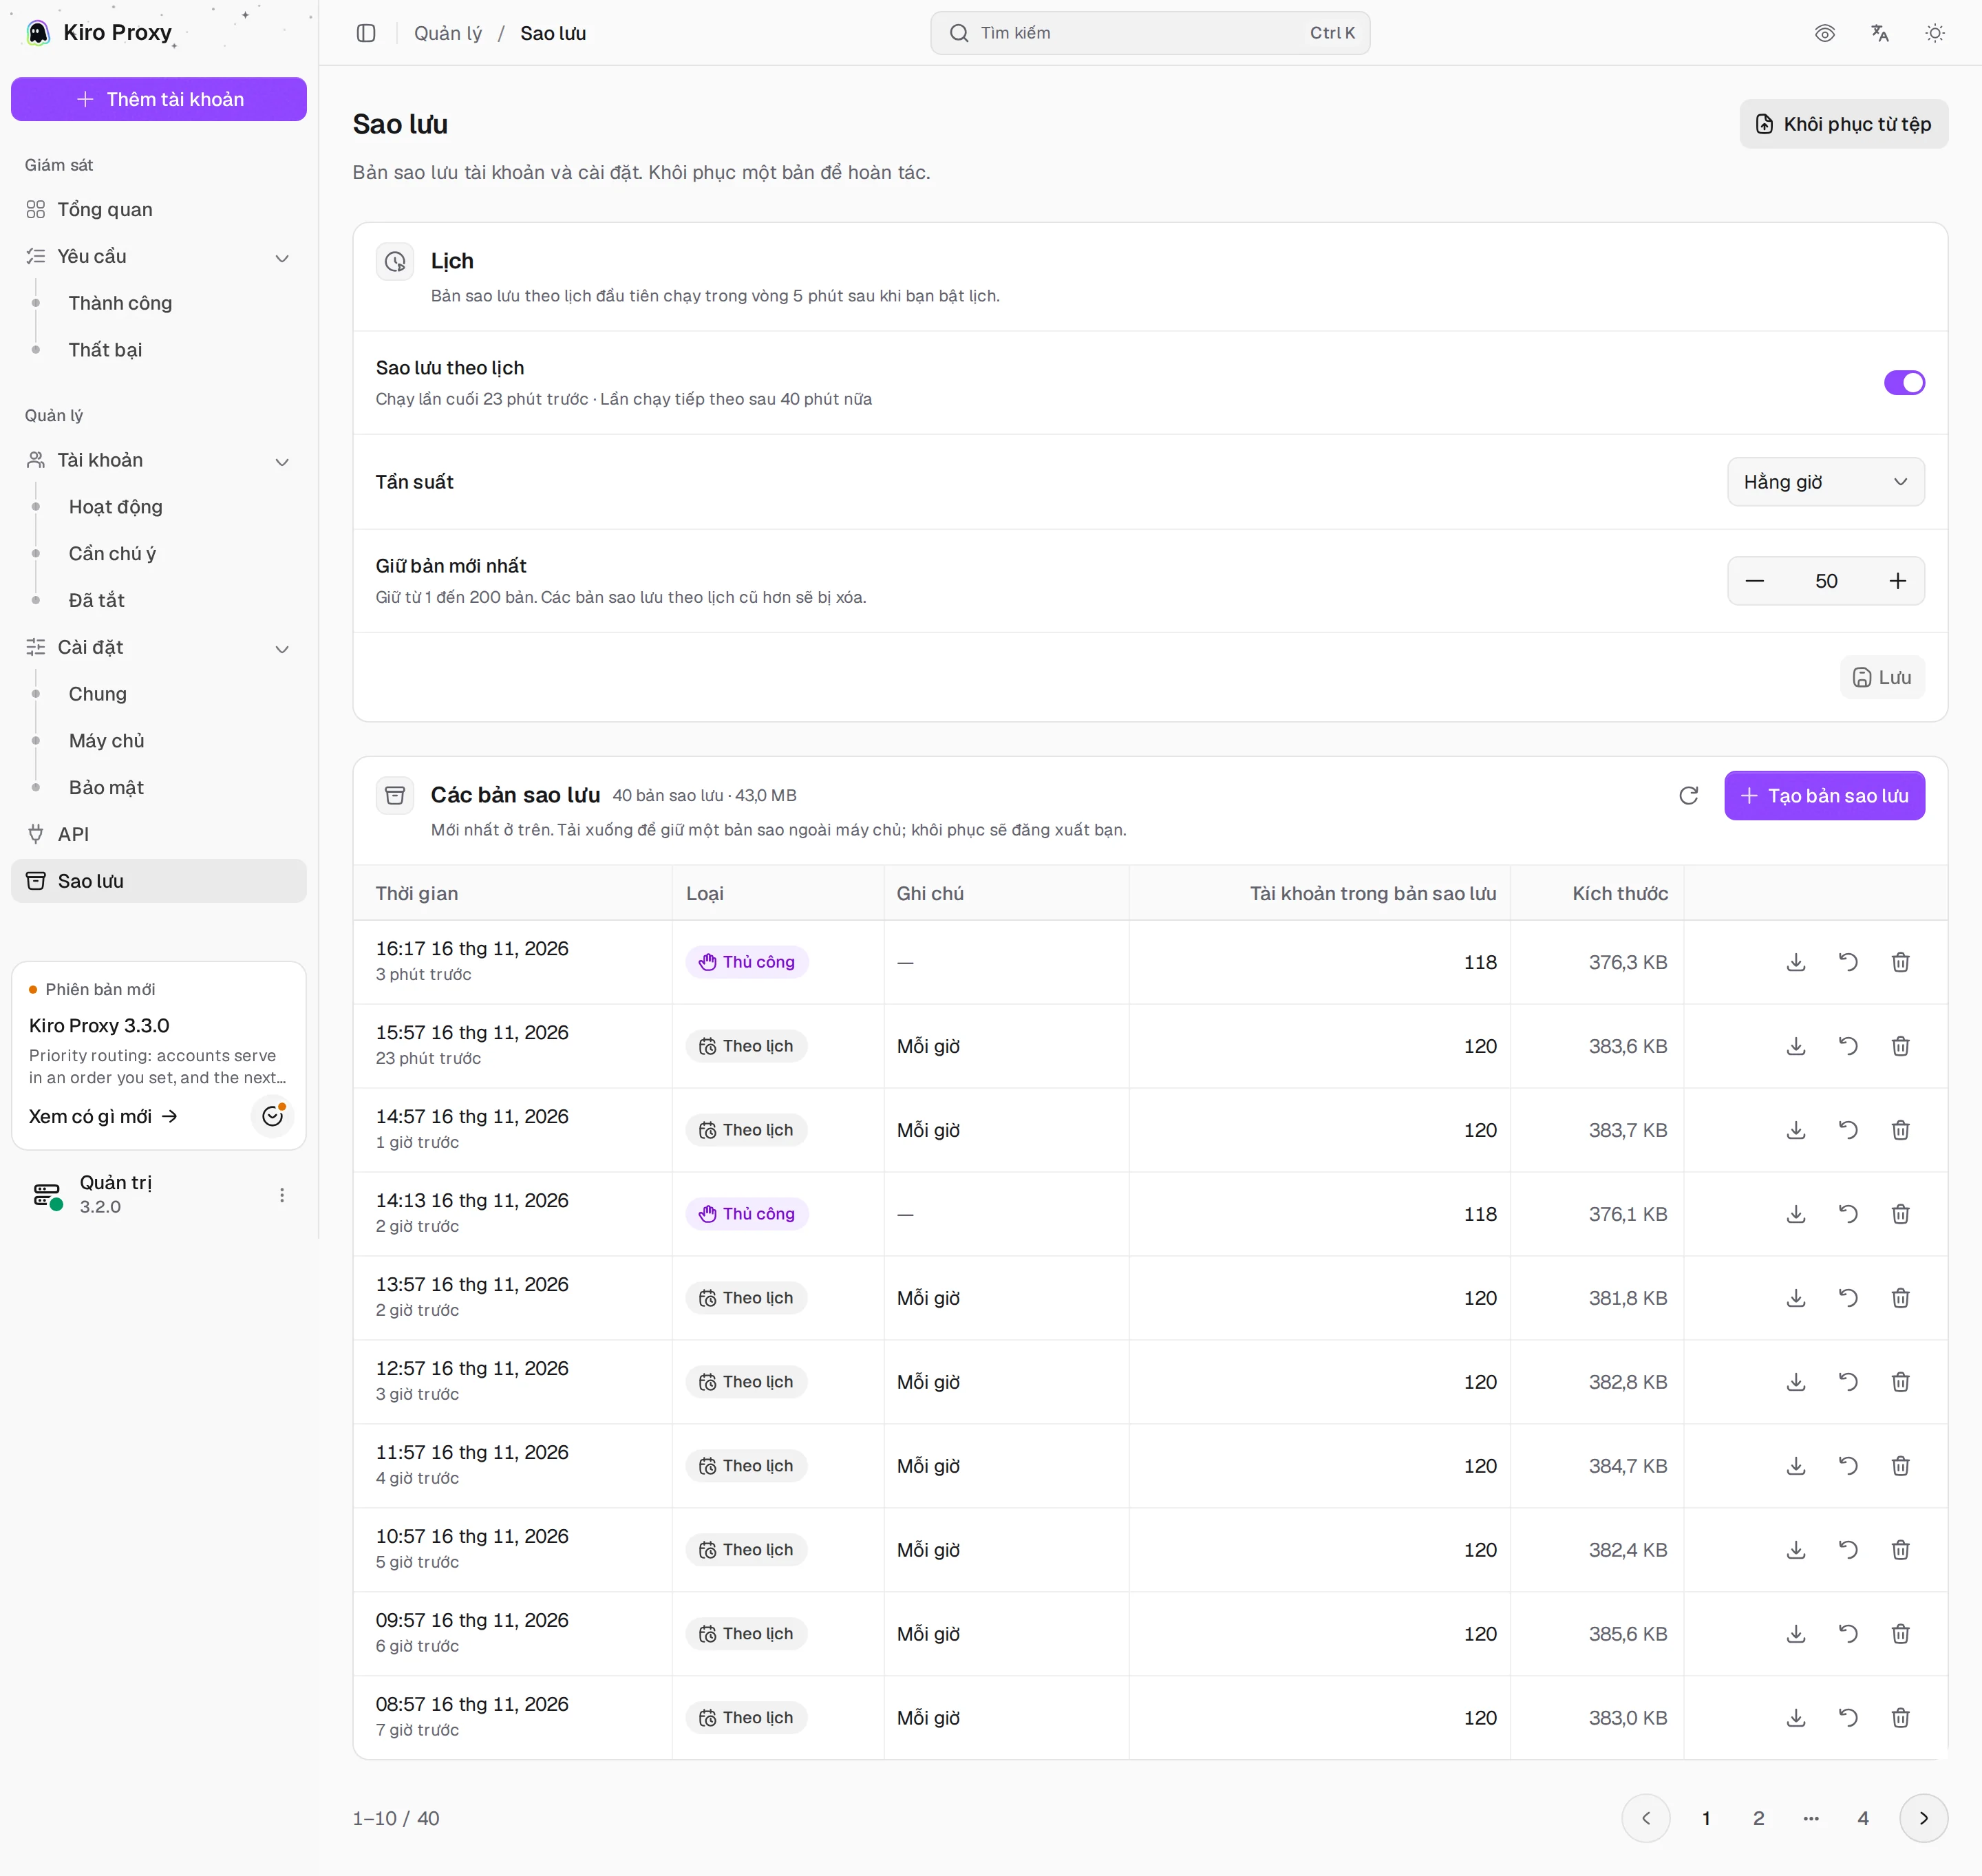 Kiro Proxy
Thêm tài khoản
Giám sát
Tổng quan
Yêu cầu
Thành công
Thất bại
Quản lý
Tài khoản
Hoạt động
Cần chú ý
Đã tắt
Cài đặt
Chung
Máy chủ
Bảo mật
API
Sao lưu
Phiên bản mới
Kiro Proxy 3.3.0
Priority routing: accounts serve
in an order you set, and the next...
Xem có gì mới
Quản trị
3.2.0
Quản lý / Sao lưu
Tìm kiếm Ctrl K
Sao lưu
Khôi phục từ tệp
Bản sao lưu tài khoản và cài đặt. Khôi phục một bản để hoàn tác.
Lịch
Bản sao lưu theo lịch đầu tiên chạy trong vòng 5 phút sau khi bạn bật lịch.
Sao lưu theo lịch
Chạy lần cuối 23 phút trước · Lần chạy tiếp theo sau 40 phút nữa
Tần suất
Hằng giờ
Giữ bản mới nhất
Giữ từ 1 đến 200 bản. Các bản sao lưu theo lịch cũ hơn sẽ bị xóa.
50
Lưu
Các bản sao lưu 40 bản sao lưu · 43,0 MB
Mới nhất ở trên. Tải xuống để giữ một bản sao ngoài máy chủ; khôi phục sẽ đăng xuất bạn.
Tạo bản sao lưu
Thời gian Loại Ghi chú Tài khoản trong bản sao lưu Kích thước
16:17 16 thg 11, 2026
3 phút trước
Thủ công — 118 376,3 KB
15:57 16 thg 11, 2026
23 phút trước
Theo lịch Mỗi giờ 120 383,6 KB
14:57 16 thg 11, 2026
1 giờ trước
Theo lịch Mỗi giờ 120 383,7 KB
14:13 16 thg 11, 2026
2 giờ trước
Thủ công — 118 376,1 KB
13:57 16 thg 11, 2026
2 giờ trước
Theo lịch Mỗi giờ 120 381,8 KB
12:57 16 thg 11, 2026
3 giờ trước
Theo lịch Mỗi giờ 120 382,8 KB
11:57 16 thg 11, 2026
4 giờ trước
Theo lịch Mỗi giờ 120 384,7 KB
10:57 16 thg 11, 2026
5 giờ trước
Theo lịch Mỗi giờ 120 382,4 KB
09:57 16 thg 11, 2026
6 giờ trước
Theo lịch Mỗi giờ 120 385,6 KB
08:57 16 thg 11, 2026
7 giờ trước
Theo lịch Mỗi giờ 120 383,0 KB
1–10 / 40
1 2 ··· 4